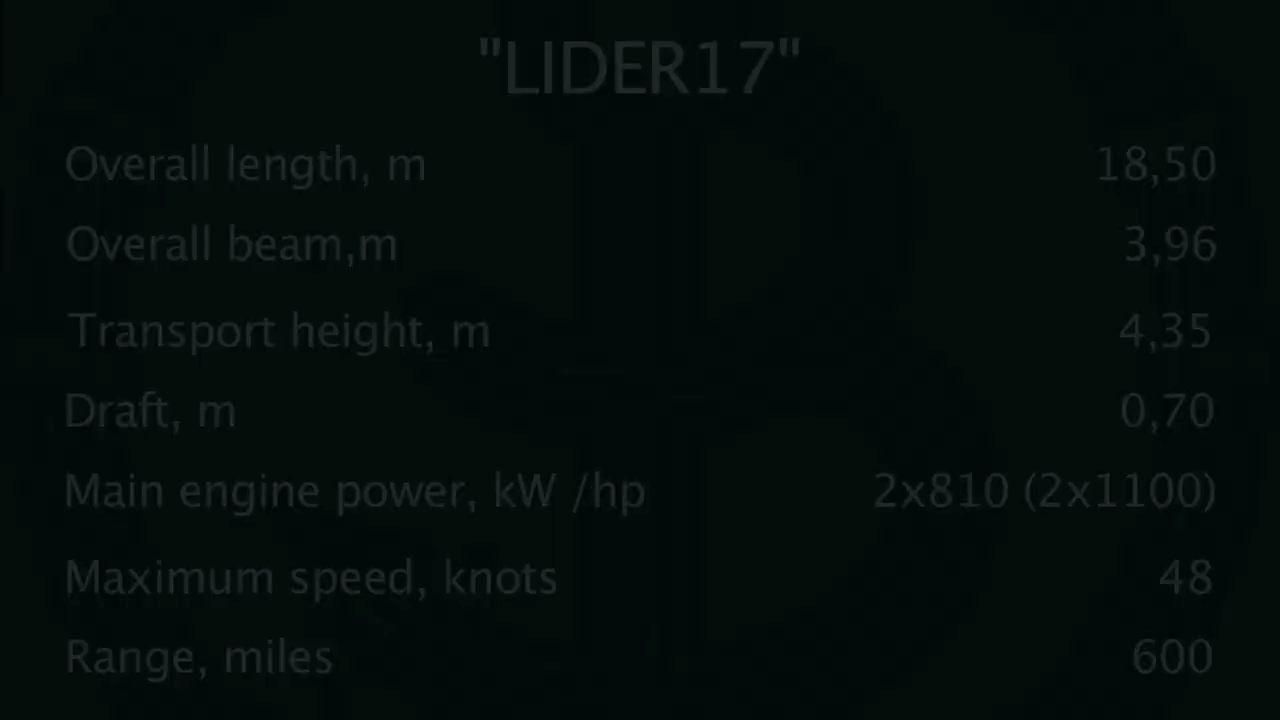 "LIDER17"
Overall length, m 18,50
Overall beam,m 3,96
Transport height, m 4,35
Draft, m 0,70
Main engine power, kW /hp 2x810 (2x1100)
Maximum speed, knots 48
Range, miles 600